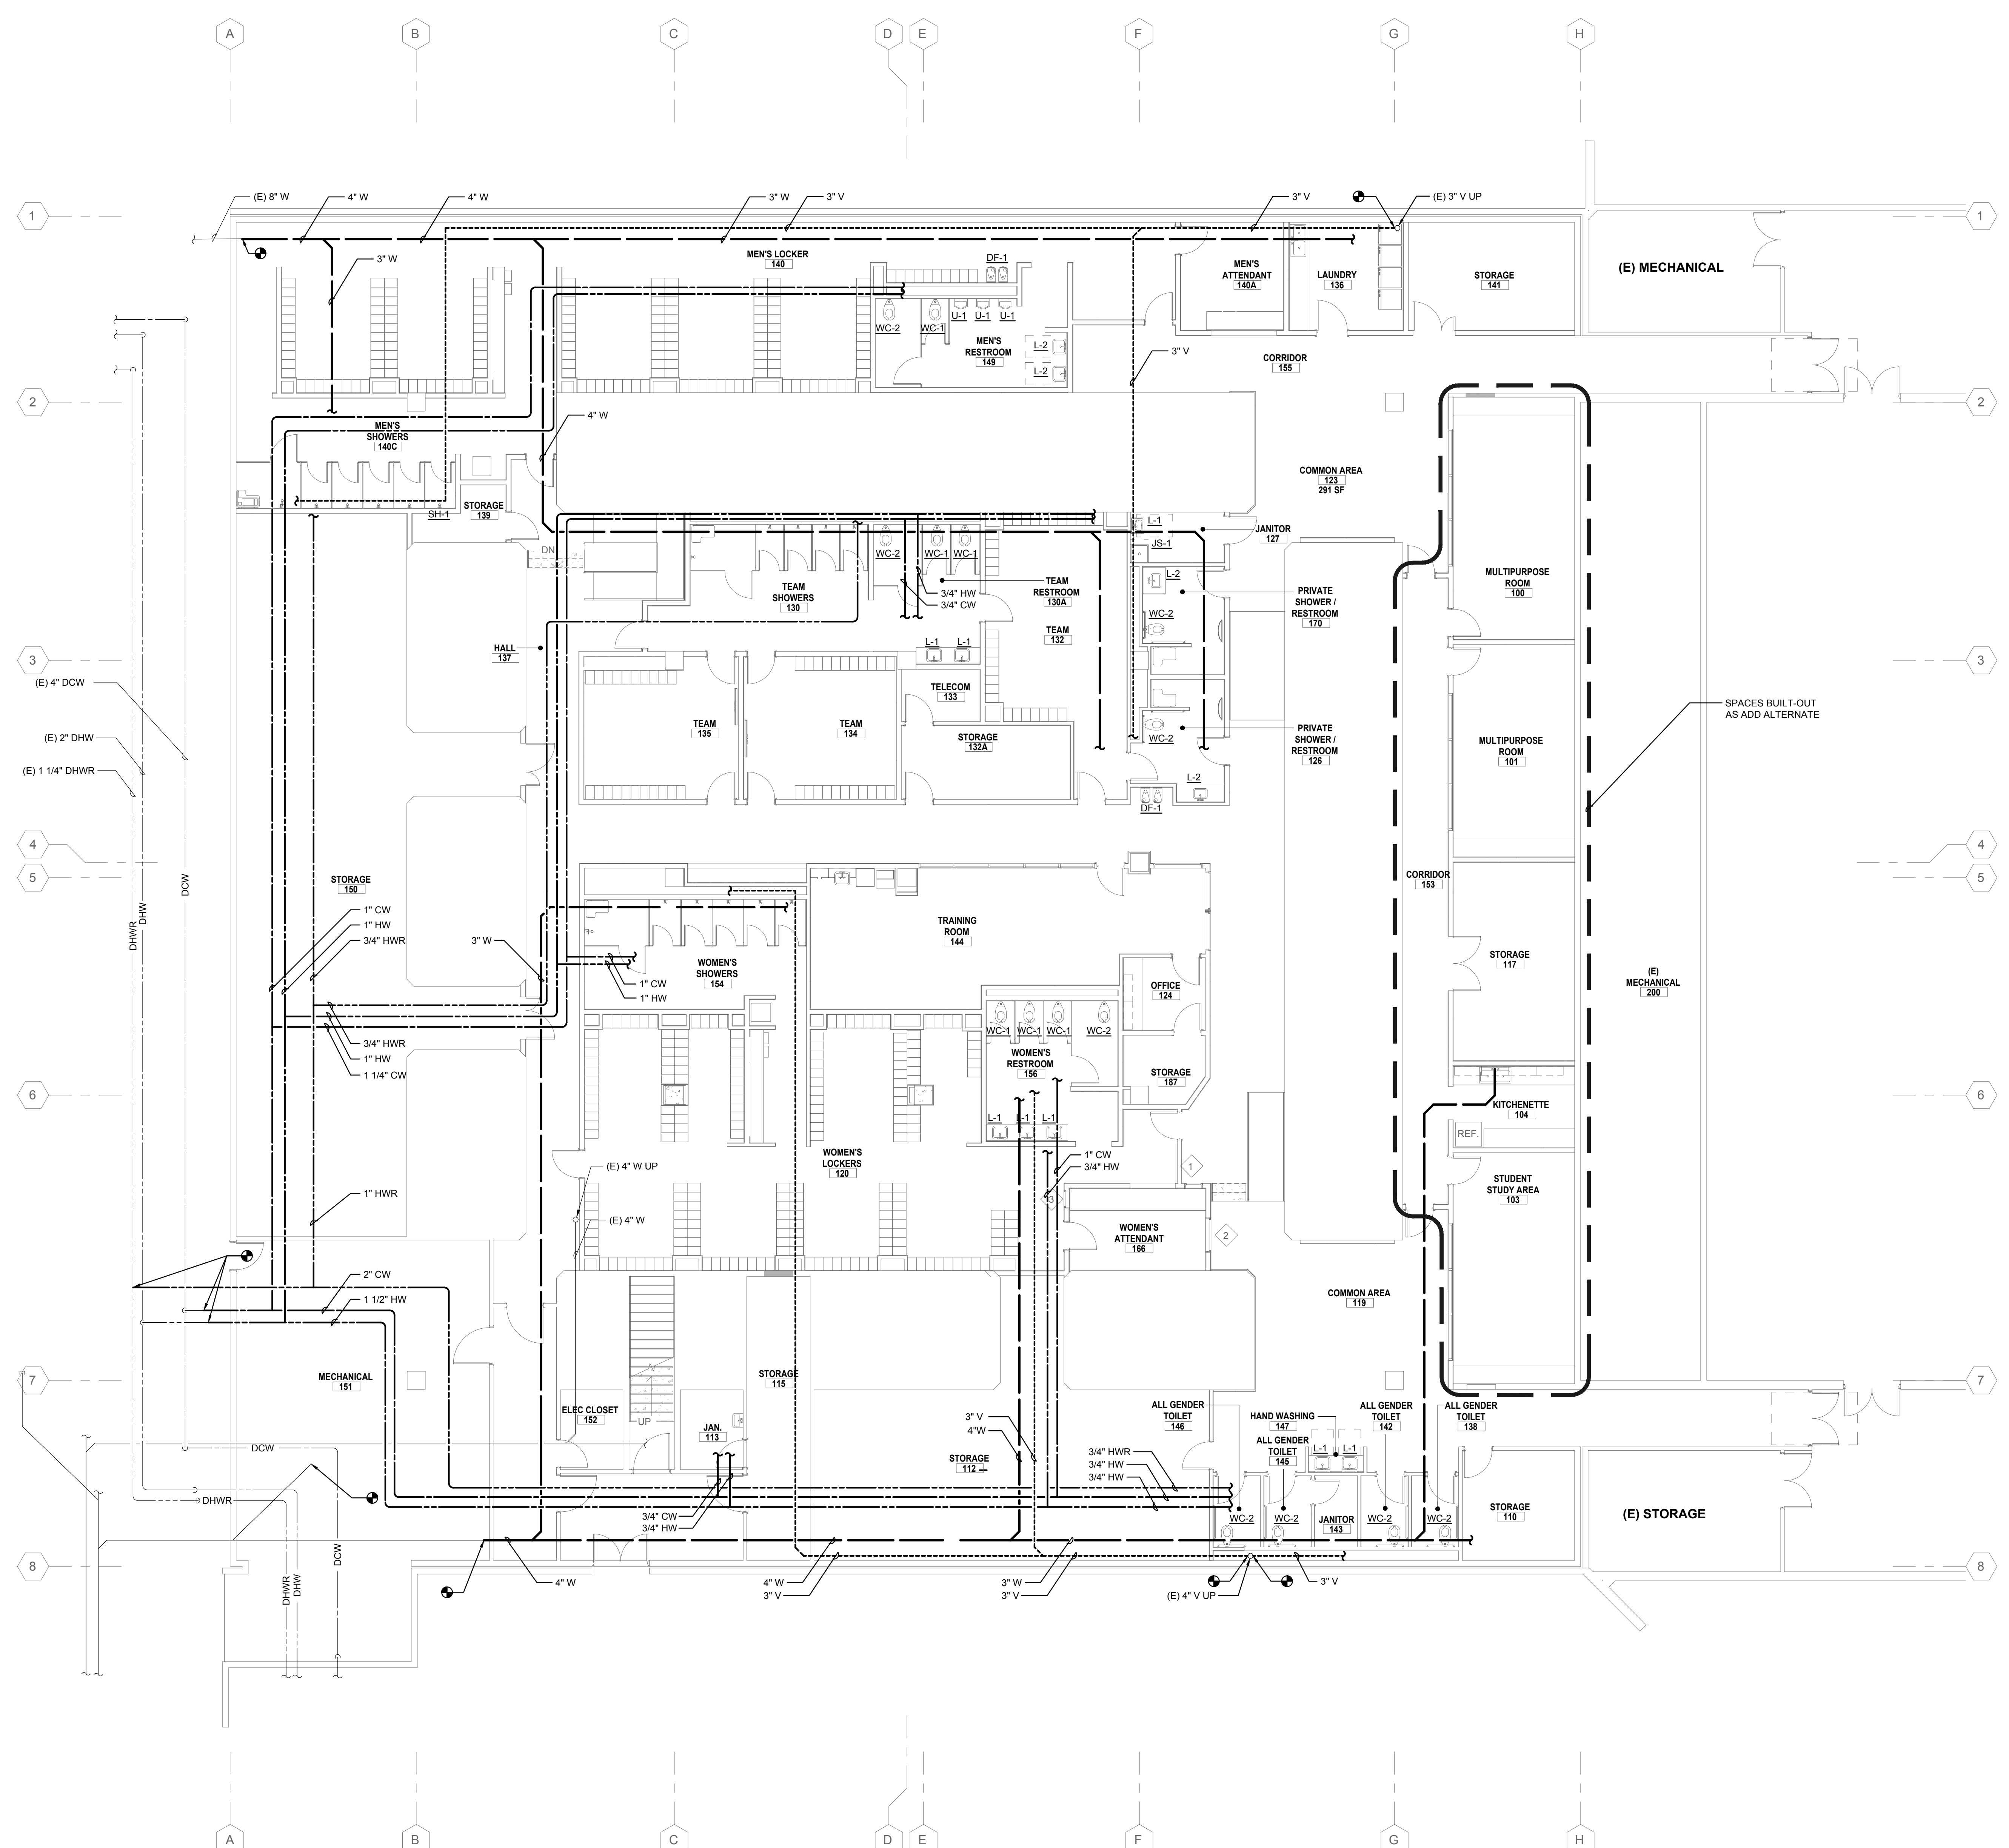 A
B
C
D
E
F
G
H
(E) 8" W
4" W
4" W
3" W
3" V
3" V
(E) 3" V UP
1
1
3" W
MEN'S LOCKER
140
DF-1
MEN'S
ATTENDANT
140A
LAUNDRY
136
STORAGE
141
(E) MECHANICAL
WC-2
WC-1
U-1
U-1
U-1
MEN'S
RESTROOM
149
L-2
L-2
3" V
CORRIDOR
155
2
2
4" W
MEN'S
SHOWERS
140C
COMMON AREA
123
291 SF
STORAGE
139
SH-1
L-1
JANITOR
127
JS-1
DN
WC-2
WC-1
WC-1
TEAM
SHOWERS
130
3/4" HW
3/4" CW
TEAM
RESTROOM
130A
L-2
PRIVATE
SHOWER /
RESTROOM
170
MULTIPURPOSE
ROOM
100
WC-2
TEAM
132
L-1
L-1
HALL
137
3
3
(E) 4" DCW
TELECOM
133
SPACES BUILT-OUT
AS ADD ALTERNATE
TEAM
135
TEAM
134
STORAGE
132A
WC-2
PRIVATE
SHOWER /
RESTROOM
126
MULTIPURPOSE
ROOM
101
(E) 2" DHW
(E) 1 1/4" DHWR
L-2
DF-1
4
4
5
5
STORAGE
150
CORRIDOR
153
DCW
DHW
DHWR
1" CW
1" HW
3/4" HWR
3" W
TRAINING
ROOM
144
WOMEN'S
SHOWERS
154
1" CW
1" HW
OFFICE
124
STORAGE
117
(E)
MECHANICAL
200
3/4" HWR
1" HW
1 1/4" CW
WC-1
WC-1
WC-1
WC-2
WOMEN'S
RESTROOM
156
STORAGE
187
6
6
KITCHENETTE
104
REF.
L-1
L-1
L-1
WOMEN'S
LOCKERS
120
(E) 4" W UP
1" CW
3/4" HW
1
3
2
STUDENT
STUDY AREA
103
1" HWR
(E) 4" W
WOMEN'S
ATTENDANT
166
2" CW
1 1/2" HW
COMMON AREA
119
MECHANICAL
151
STORAGE
115
7
7
ELEC CLOSET
152
UP
JAN.
113
3" V
4"W
ALL GENDER
TOILET
146
HAND WASHING
147
ALL GENDER
TOILET
145
ALL GENDER
TOILET
142
ALL GENDER
TOILET
138
L-1
L-1
DCW
STORAGE
112
3/4" HWR
3/4" HW
3/4" HW
DHWR
3/4" CW
3/4" HW
WC-2
WC-2
JANITOR
143
WC-2
WC-2
STORAGE
110
(E) STORAGE
8
8
DCW
DHWR
DHW
4" W
4" W
3" V
3" W
3" V
(E) 4" V UP
3" V
A
B
C
D
E
F
G
H